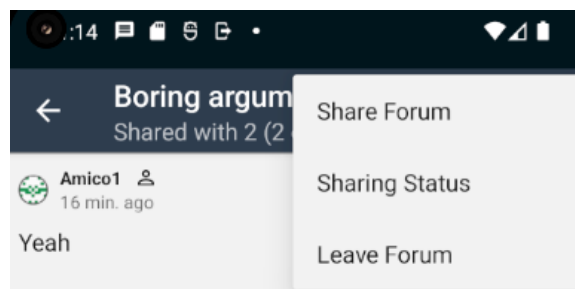 :14
Boring argum
Shared with 2 (2
Share Forum
Sharing Status
Leave Forum
Amico1
16 min. ago
Yeah